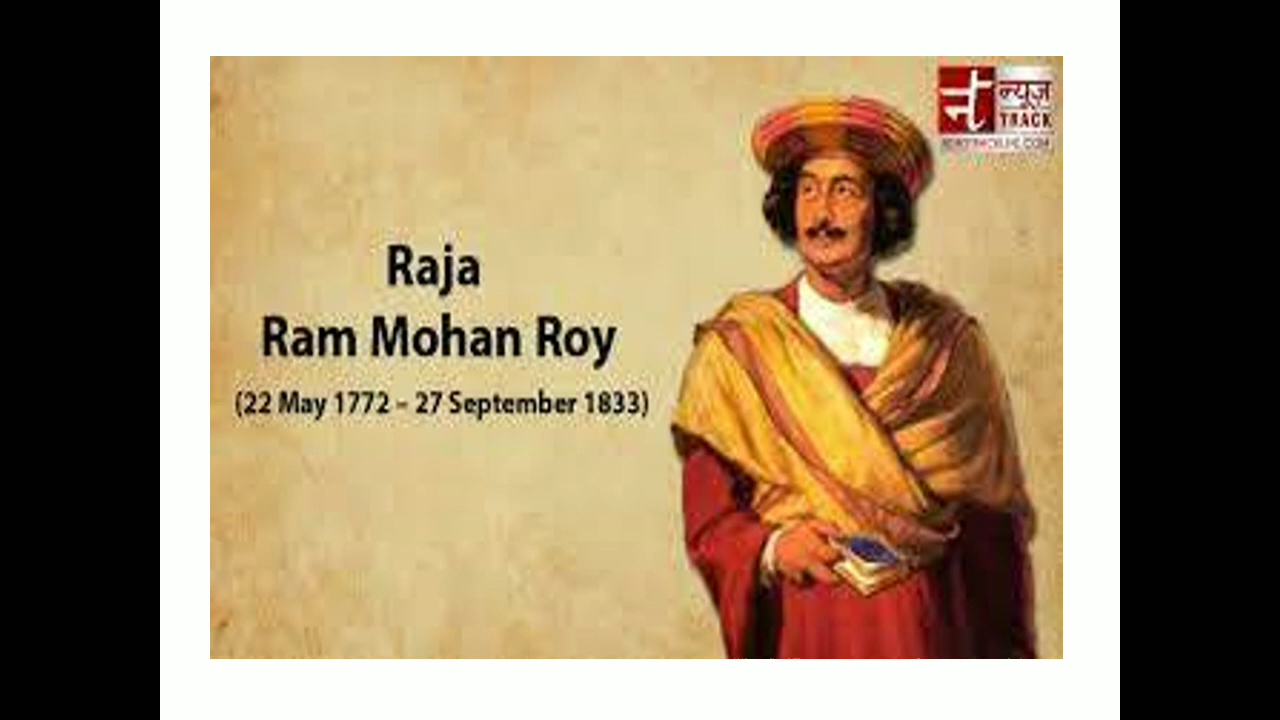 Raja
Ram Mohan Roy
(22 May 1772 – 27 September 1833)
न्यूज़
TRACK